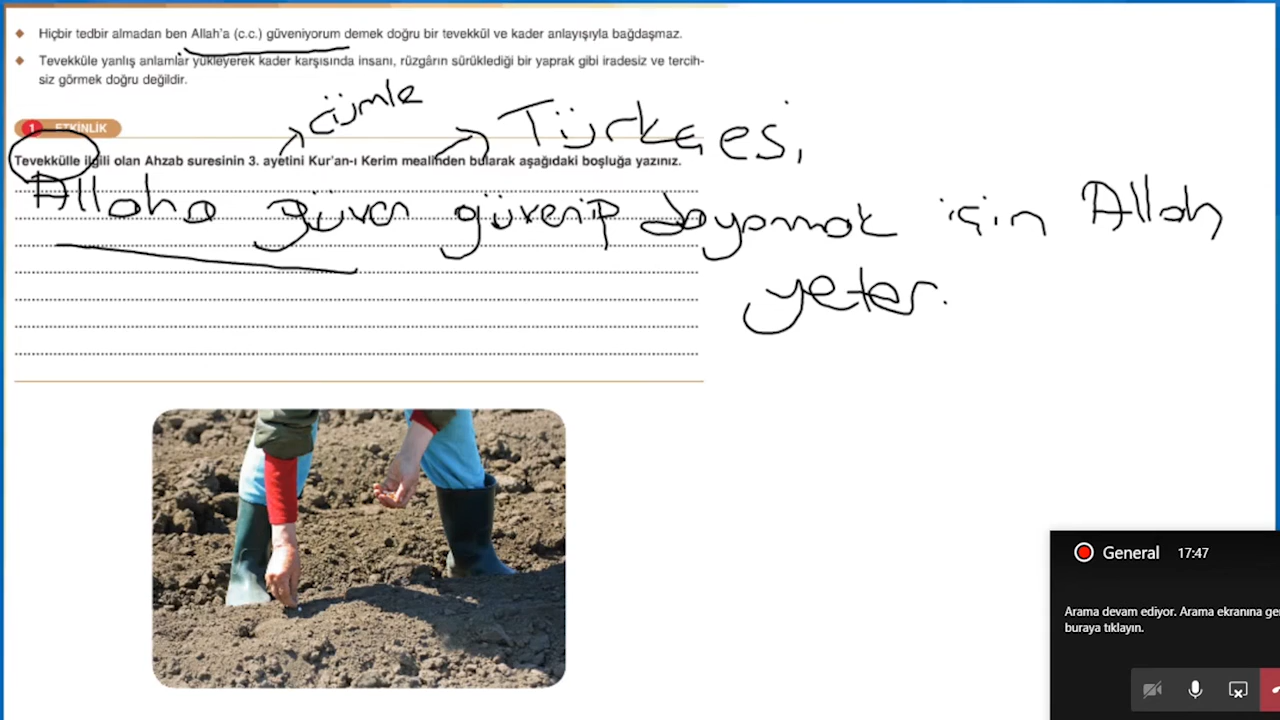 Hiçbir tedbir almadan ben Allah'a (c.c.) güveniyorum demek doğru bir tevekkül ve kader anlayışıyla bağdaşmaz.
Tevekküle yanlış anlamlar yükleyerek kader karşısında insanı, rüzgârın sürüklediği bir yaprak gibi iradesiz ve tercih-
siz görmek doğru değildir.
cümle
Türkçesi
1 ETKİNLİK
Tevekkülle ilgili olan Ahzab suresinin 3. ayetini Kur'an-ı Kerim mealinden bularak aşağıdaki boşluğa yazınız.
Allaha güven güvenip dayanmak için Allah
yeter.
General 17:47
Arama devam ediyor. Arama ekranına ge
buraya tıklayın.